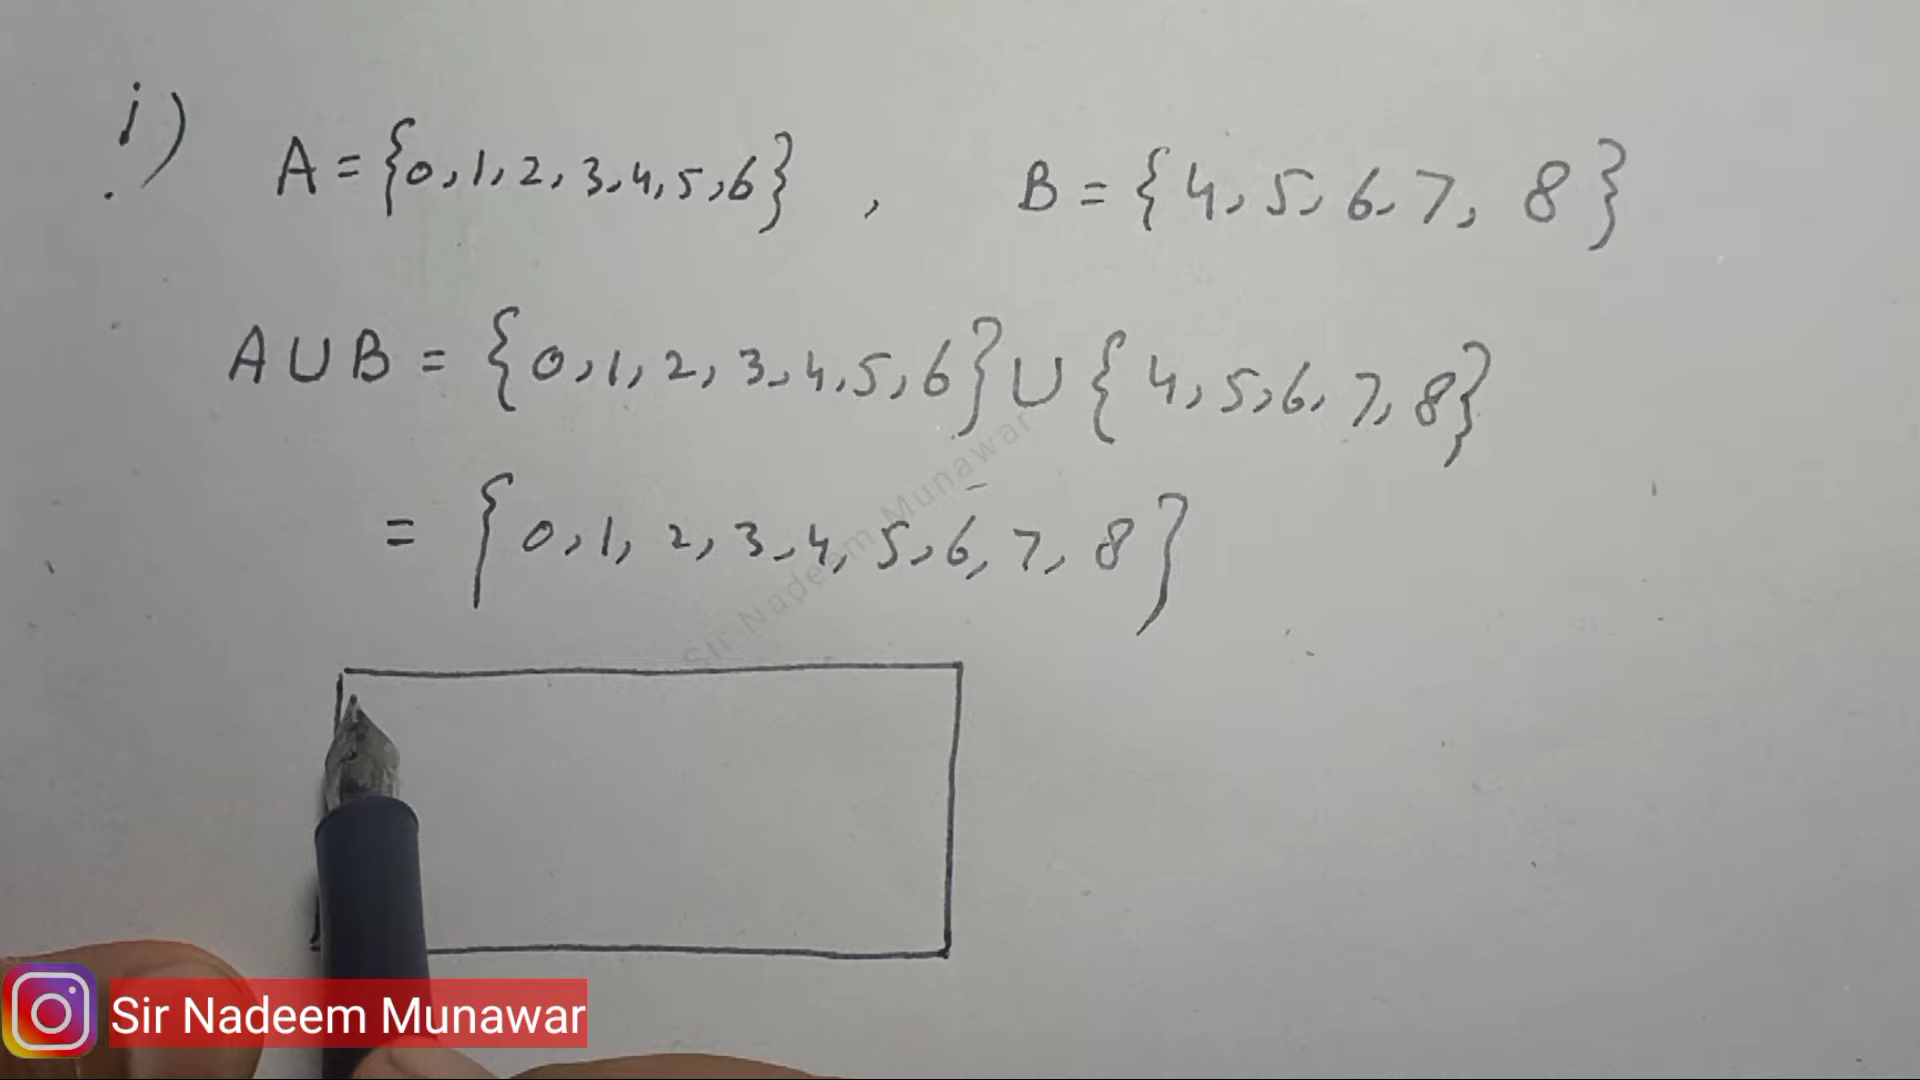 i) A = {0,1,2,3,4,5,6} , B = {4,5,6,7,8}
A∪B = {0,1,2,3,4,5,6} ∪ {4,5,6,7,8}
= {0,1,2,3,4,5,6,7,8}
Sir Nadeem Munawar
Sir Nadeem Munawar